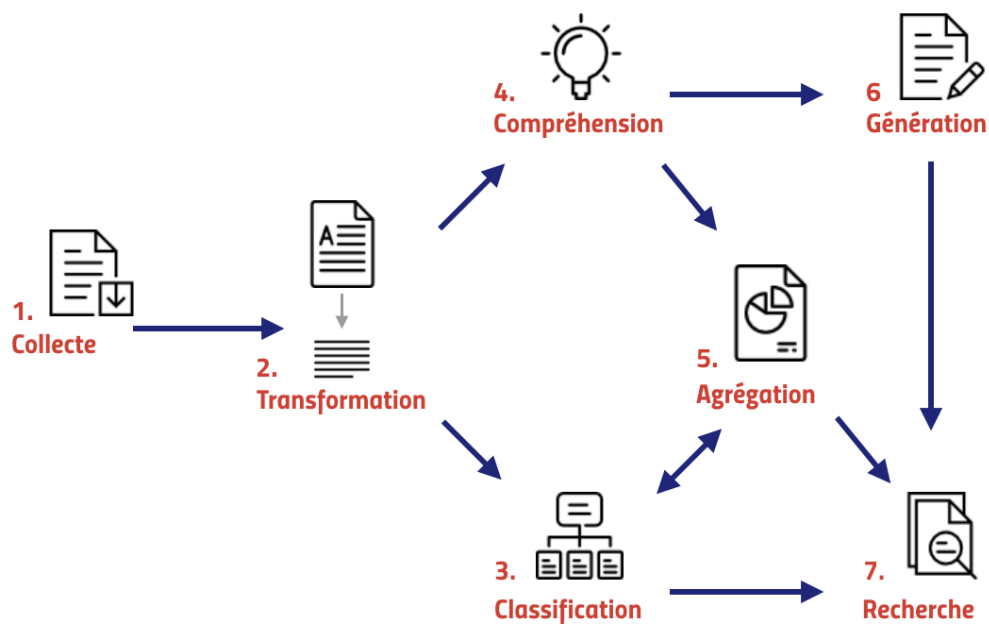 1.
Collecte
2.
Transformation
A
3.
Classification
4.
Compréhension
5.
Agrégation
6
Génération
7.
Recherche